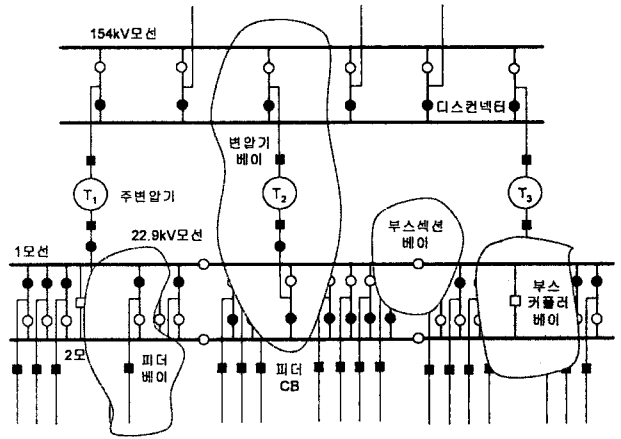 154kV모선
디스컨넥터
변압기
베이
T1
주변압기
T2
T3
부스섹션
베이
1모선
22.9kV모선
부스
커플러
베이
2모
피더
베이
피더
CB